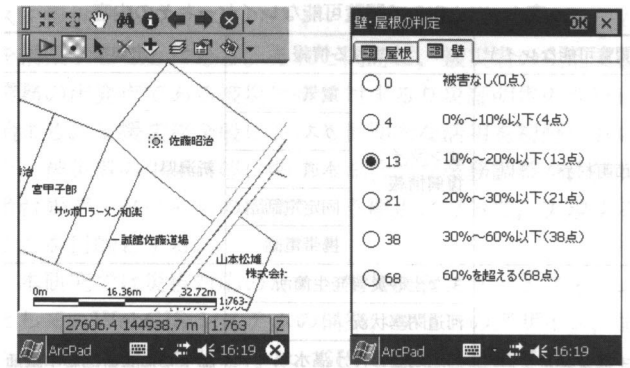 佐藤昭治
治
宮甲子郎
サッポロラーメン和楽
誠館佐藤道場
山本松雄
株式会社
0m 16.36m 32.72m
1:763
27606.4 144938.7 m 1:763 Z
ArcPad 16:19
壁・屋根の判定 OK
屋根 壁
0 被害なし(0点)
4 0%~10%以下(4点)
13 10%~20%以下(13点)
21 20%~30%以下(21点)
38 30%~60%以下(38点)
68 60%を超える(68点)
ArcPad 16:19